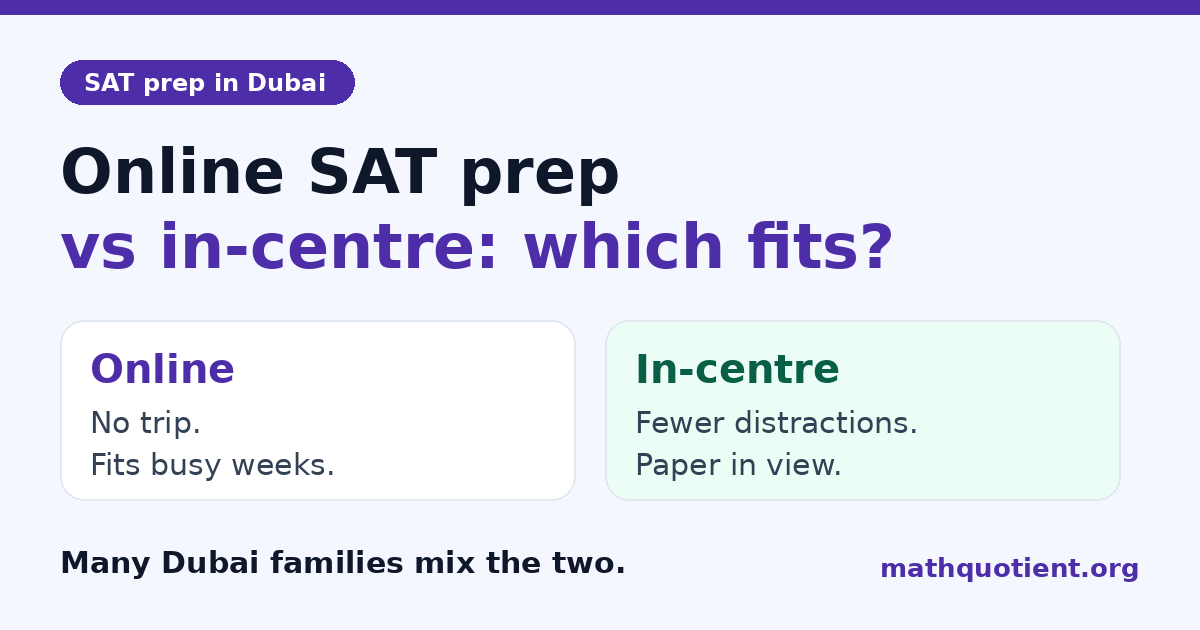 SAT prep in Dubai
Online SAT prep
vs in-centre: which fits?
Online
No trip.
Fits busy weeks.
In-centre
Fewer distractions.
Paper in view.
Many Dubai families mix the two.
mathquotient.org